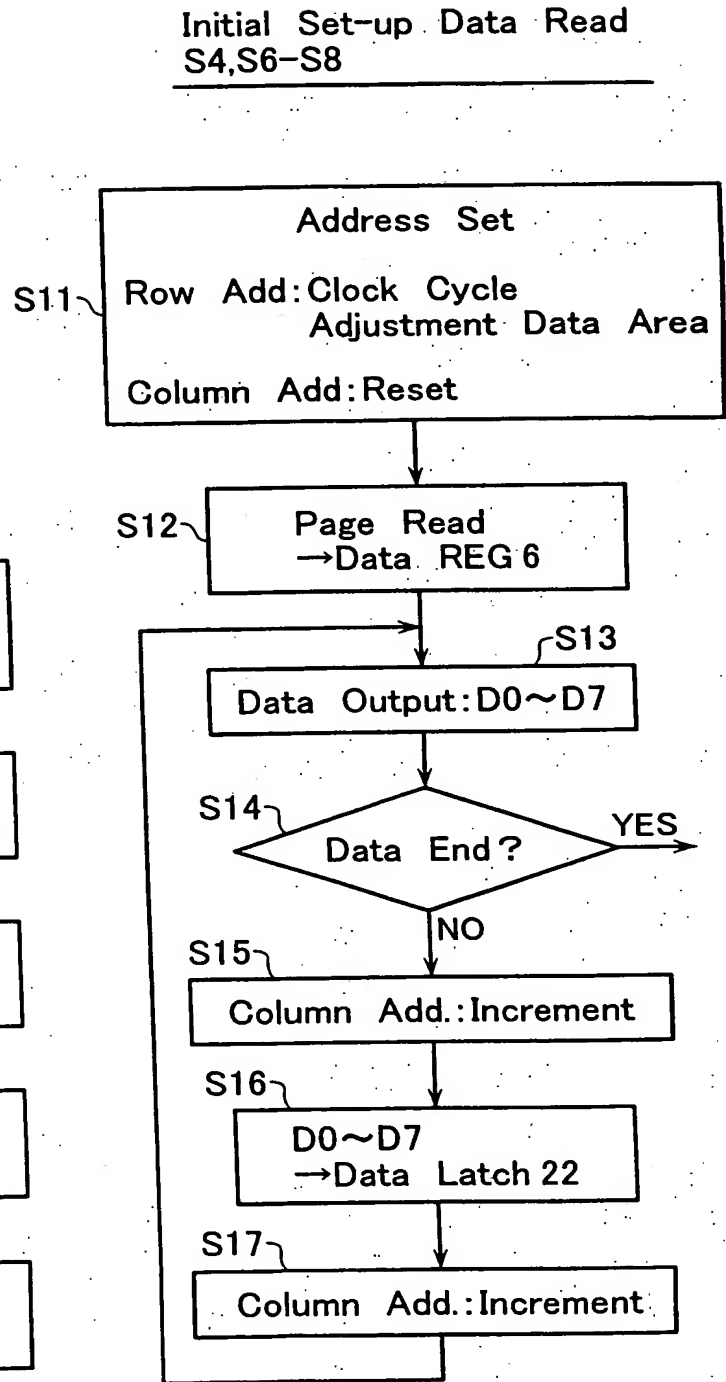 Initial Set-up Data Read
S4,S6-S8
Address Set
S11
Row Add:Clock Cycle
Adjustment Data Area
Column Add:Reset
S12
Page Read
→Data REG 6
S13
Data Output:D0～D7
S14
Data End?
YES
NO
S15
Column Add.:Increment
S16
D0～D7
→Data Latch 22
S17
Column Add.:Increment